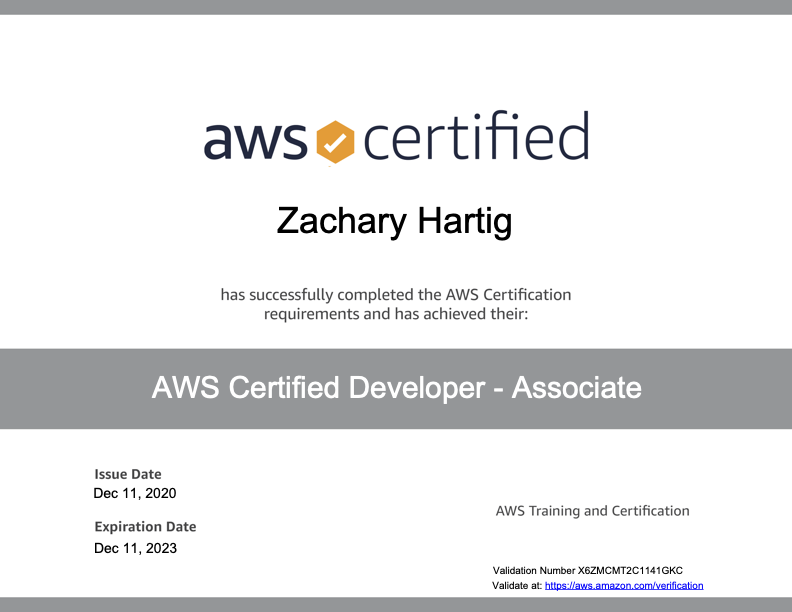 aws certified
Zachary Hartig
has successfully completed the AWS Certification
requirements and has achieved their:
AWS Certified Developer - Associate
Issue Date
Dec 11, 2020
Expiration Date
Dec 11, 2023
AWS Training and Certification
Validation Number X6ZMCMT2C1141GKC
Validate at: https://aws.amazon.com/verification